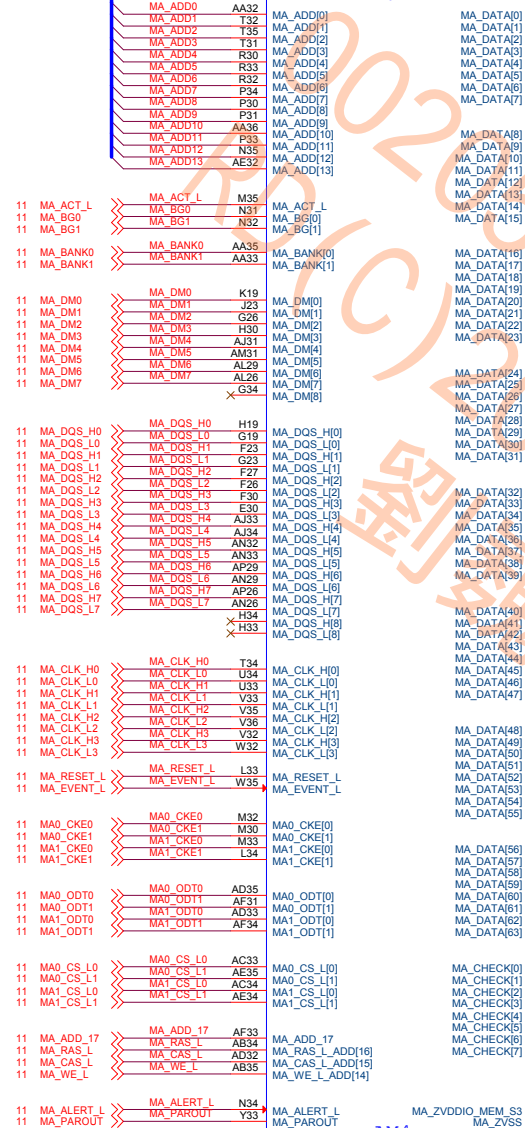 MA_ADD0 AA32 MA_ADD[0]
MA_ADD1 T32 MA_ADD[1]
MA_ADD2 T35 MA_ADD[2]
MA_ADD3 T31 MA_ADD[3]
MA_ADD4 R30 MA_ADD[4]
MA_ADD5 R33 MA_ADD[5]
MA_ADD6 R32 MA_ADD[6]
MA_ADD7 P34 MA_ADD[7]
MA_ADD8 P30 MA_ADD[8]
MA_ADD9 P31 MA_ADD[9]
MA_ADD10 AA36 MA_ADD[10]
MA_ADD11 P33 MA_ADD[11]
MA_ADD12 N35 MA_ADD[12]
MA_ADD13 AE32 MA_ADD[13]
11 MA_ACT_L MA_ACT_L M35 MA_ACT_L
11 MA_BG0 MA_BG0 N31 MA_BG[0]
11 MA_BG1 MA_BG1 N32 MA_BG[1]
11 MA_BANK0 MA_BANK0 AA35 MA_BANK[0]
11 MA_BANK1 MA_BANK1 AA33 MA_BANK[1]
11 MA_DM0 MA_DM0 K19 MA_DM[0]
11 MA_DM1 MA_DM1 J23 MA_DM[1]
11 MA_DM2 MA_DM2 G26 MA_DM[2]
11 MA_DM3 MA_DM3 H30 MA_DM[3]
11 MA_DM4 MA_DM4 AJ31 MA_DM[4]
11 MA_DM5 MA_DM5 AM31 MA_DM[5]
11 MA_DM6 MA_DM6 AL29 MA_DM[6]
11 MA_DM7 MA_DM7 AL26 MA_DM[7]
G34 MA_DM[8]
11 MA_DQS_H0 MA_DQS_H0 H19 MA_DQS_H[0]
11 MA_DQS_L0 MA_DQS_L0 G19 MA_DQS_L[0]
11 MA_DQS_H1 MA_DQS_H1 F23 MA_DQS_H[1]
11 MA_DQS_L1 MA_DQS_L1 G23 MA_DQS_L[1]
11 MA_DQS_H2 MA_DQS_H2 F27 MA_DQS_H[2]
11 MA_DQS_L2 MA_DQS_L2 F26 MA_DQS_L[2]
11 MA_DQS_H3 MA_DQS_H3 F30 MA_DQS_H[3]
11 MA_DQS_L3 MA_DQS_L3 E30 MA_DQS_L[3]
11 MA_DQS_H4 MA_DQS_H4 AJ33 MA_DQS_H[4]
11 MA_DQS_L4 MA_DQS_L4 AJ34 MA_DQS_L[4]
11 MA_DQS_H5 MA_DQS_H5 AN32 MA_DQS_H[5]
11 MA_DQS_L5 MA_DQS_L5 AN33 MA_DQS_L[5]
11 MA_DQS_H6 MA_DQS_H6 AP29 MA_DQS_H[6]
11 MA_DQS_L6 MA_DQS_L6 AN29 MA_DQS_L[6]
11 MA_DQS_H7 MA_DQS_H7 AP26 MA_DQS_H[7]
11 MA_DQS_L7 MA_DQS_L7 AN26 MA_DQS_L[7]
H34 MA_DQS_H[8]
H33 MA_DQS_L[8]
11 MA_CLK_H0 MA_CLK_H0 T34 MA_CLK_H[0]
11 MA_CLK_L0 MA_CLK_L0 U34 MA_CLK_L[0]
11 MA_CLK_H1 MA_CLK_H1 U33 MA_CLK_H[1]
11 MA_CLK_L1 MA_CLK_L1 V33 MA_CLK_L[1]
11 MA_CLK_H2 MA_CLK_H2 V35 MA_CLK_H[2]
11 MA_CLK_L2 MA_CLK_L2 V36 MA_CLK_L[2]
11 MA_CLK_H3 MA_CLK_H3 V32 MA_CLK_H[3]
11 MA_CLK_L3 MA_CLK_L3 W32 MA_CLK_L[3]
11 MA_RESET_L MA_RESET_L L33 MA_RESET_L
11 MA_EVENT_L MA_EVENT_L W35 MA_EVENT_L
11 MA0_CKE0 MA0_CKE0 M32 MA0_CKE[0]
11 MA0_CKE1 MA0_CKE1 M30 MA0_CKE[1]
11 MA1_CKE0 MA1_CKE0 M33 MA1_CKE[0]
11 MA1_CKE1 MA1_CKE1 L34 MA1_CKE[1]
11 MA0_ODT0 MA0_ODT0 AD35 MA0_ODT[0]
11 MA0_ODT1 MA0_ODT1 AF31 MA0_ODT[1]
11 MA1_ODT0 MA1_ODT0 AD33 MA1_ODT[0]
11 MA1_ODT1 MA1_ODT1 AF34 MA1_ODT[1]
11 MA0_CS_L0 MA0_CS_L0 AC33 MA0_CS_L[0]
11 MA0_CS_L1 MA0_CS_L1 AE35 MA0_CS_L[1]
11 MA1_CS_L0 MA1_CS_L0 AC34 MA1_CS_L[0]
11 MA1_CS_L1 MA1_CS_L1 AE34 MA1_CS_L[1]
11 MA_ADD_17 MA_ADD_17 AF33 MA_ADD_17
11 MA_RAS_L MA_RAS_L AB34 MA_RAS_L_ADD[16]
11 MA_CAS_L MA_CAS_L AD32 MA_CAS_L_ADD[15]
11 MA_WE_L MA_WE_L AB35 MA_WE_L_ADD[14]
11 MA_ALERT_L MA_ALERT_L N34 MA_ALERT_L
11 MA_PAROUT MA_PAROUT Y33 MA_PAROUT
MA_DATA[0]
MA_DATA[1]
MA_DATA[2]
MA_DATA[3]
MA_DATA[4]
MA_DATA[5]
MA_DATA[6]
MA_DATA[7]
MA_DATA[8]
MA_DATA[9]
MA_DATA[10]
MA_DATA[11]
MA_DATA[12]
MA_DATA[13]
MA_DATA[14]
MA_DATA[15]
MA_DATA[16]
MA_DATA[17]
MA_DATA[18]
MA_DATA[19]
MA_DATA[20]
MA_DATA[21]
MA_DATA[22]
MA_DATA[23]
MA_DATA[24]
MA_DATA[25]
MA_DATA[26]
MA_DATA[27]
MA_DATA[28]
MA_DATA[29]
MA_DATA[30]
MA_DATA[31]
MA_DATA[32]
MA_DATA[33]
MA_DATA[34]
MA_DATA[35]
MA_DATA[36]
MA_DATA[37]
MA_DATA[38]
MA_DATA[39]
MA_DATA[40]
MA_DATA[41]
MA_DATA[42]
MA_DATA[43]
MA_DATA[44]
MA_DATA[45]
MA_DATA[46]
MA_DATA[47]
MA_DATA[48]
MA_DATA[49]
MA_DATA[50]
MA_DATA[51]
MA_DATA[52]
MA_DATA[53]
MA_DATA[54]
MA_DATA[55]
MA_DATA[56]
MA_DATA[57]
MA_DATA[58]
MA_DATA[59]
MA_DATA[60]
MA_DATA[61]
MA_DATA[62]
MA_DATA[63]
MA_CHECK[0]
MA_CHECK[1]
MA_CHECK[2]
MA_CHECK[3]
MA_CHECK[4]
MA_CHECK[5]
MA_CHECK[6]
MA_CHECK[7]
MA_ZVDDIO_MEM_S3
MA_ZVSS
0020
RD(C)2
劉